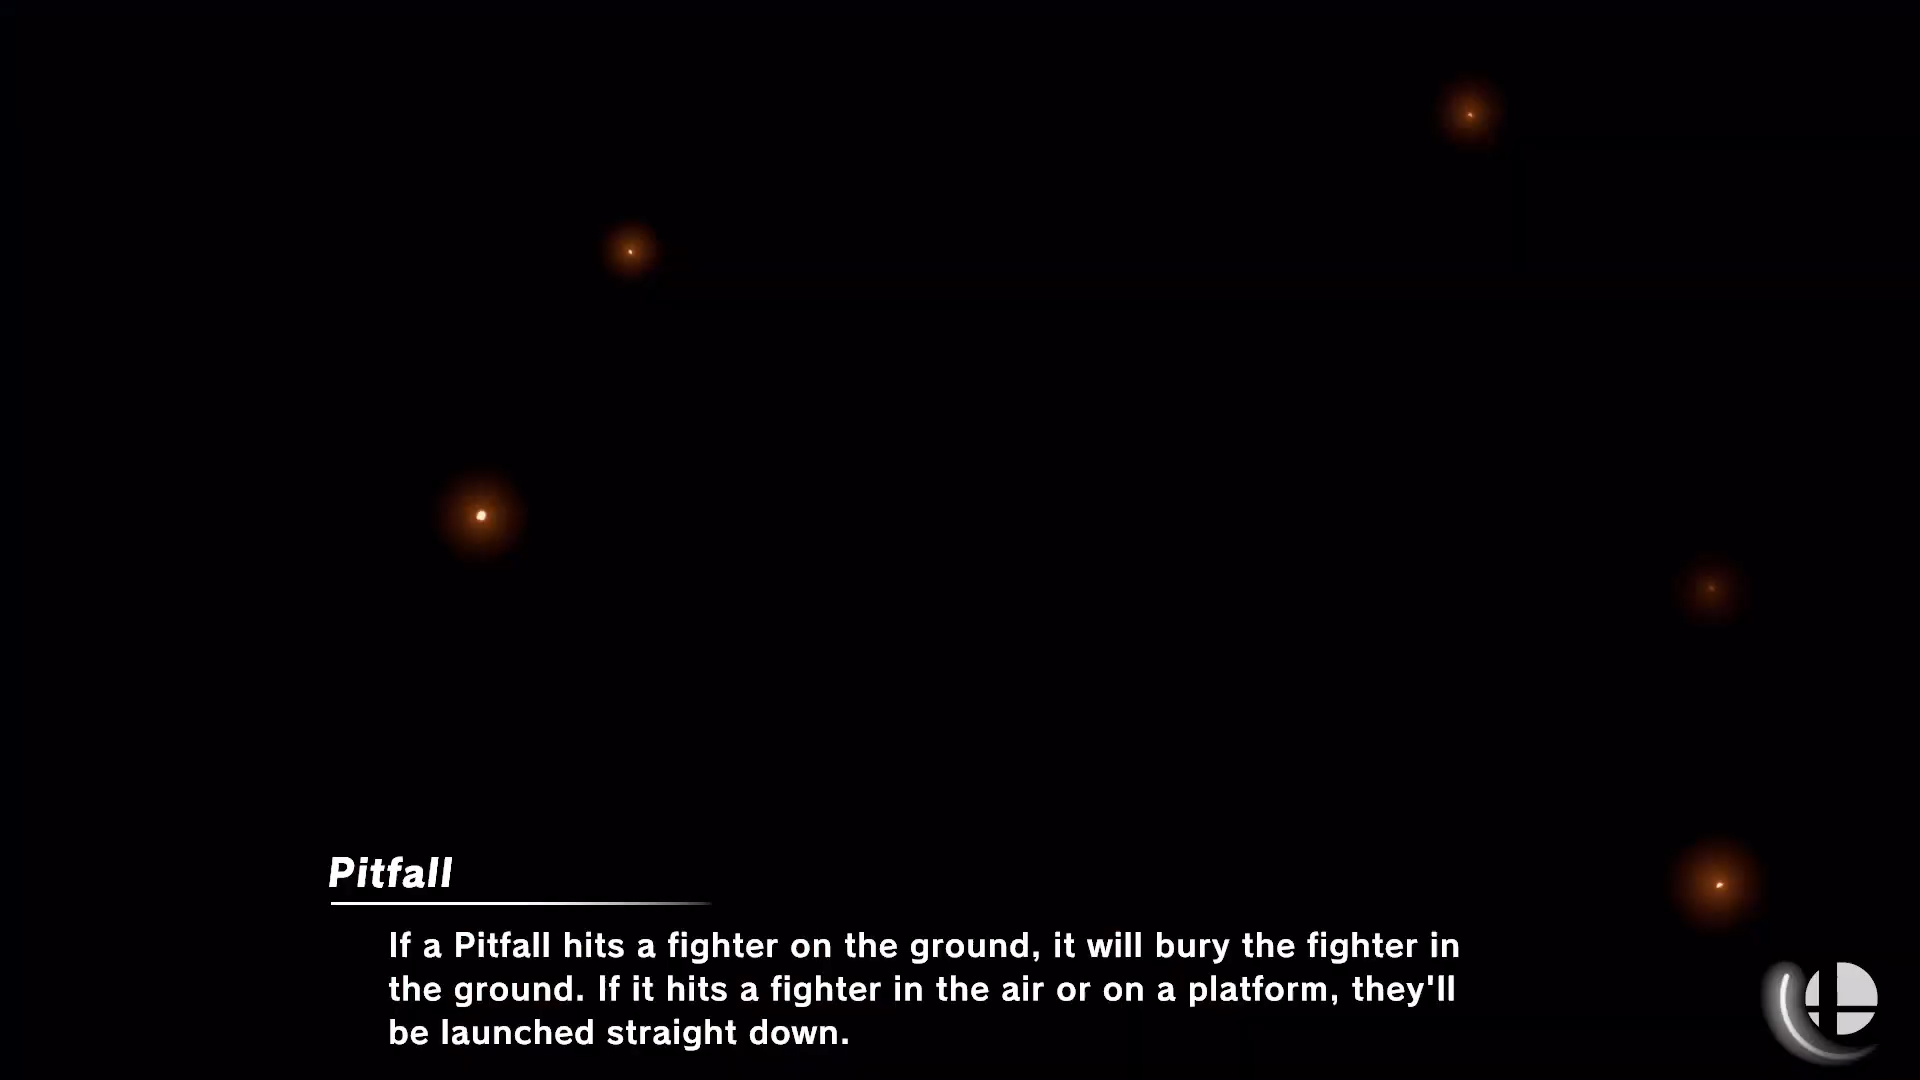 Pitfall
If a Pitfall hits a fighter on the ground, it will bury the fighter in
the ground. If it hits a fighter in the air or on a platform, they'll
be launched straight down.